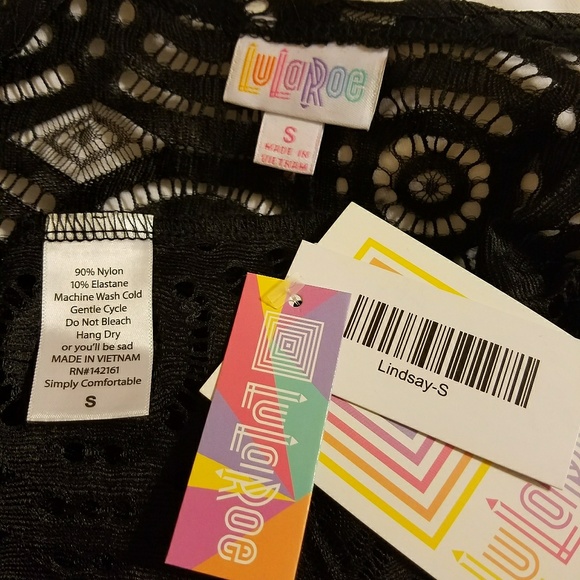 LuLaRoe
S
MADE IN
VIETNAM
90% Nylon
10% Elastane
Machine Wash Cold
Gentle Cycle
Do Not Bleach
Hang Dry
or you'll be sad
MADE IN VIETNAM
RN#142161
Simply Comfortable
S
LuLaRoe
Lindsay-S
LuLaRoe